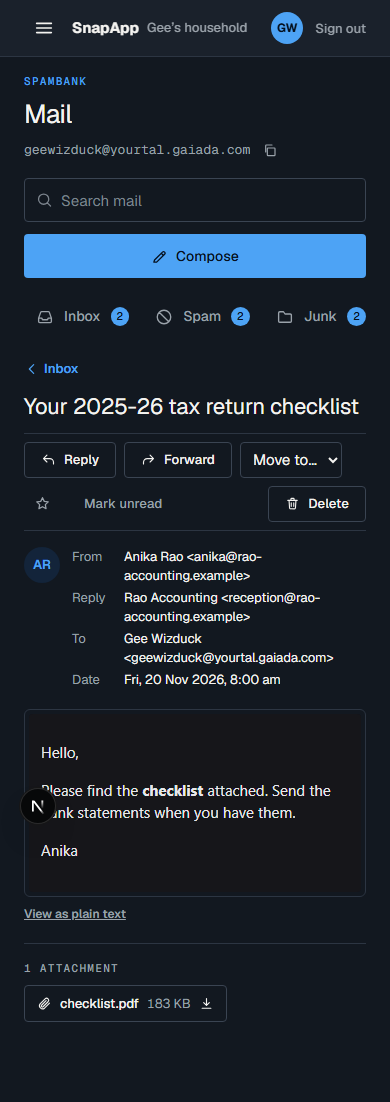 SnapApp Gee's household GW Sign out
SPAMBANK
Mail
geewizduck@yourtal.gaiada.com
Search mail
Compose
Inbox 2 Spam 2 Junk 2
Inbox
Your 2025-26 tax return checklist
Reply Forward Move to...
Mark unread Delete
AR From Anika Rao <anika@rao-
accounting.example>
Reply Rao Accounting <reception@rao-
accounting.example>
To Gee Wizduck
<geewizduck@yourtal.gaiada.com>
Date Fri, 20 Nov 2026, 8:00 am
Hello,
Please find the checklist attached. Send the
N statements when you have them.
Anika
View as plain text
1 ATTACHMENT
checklist.pdf 183 KB